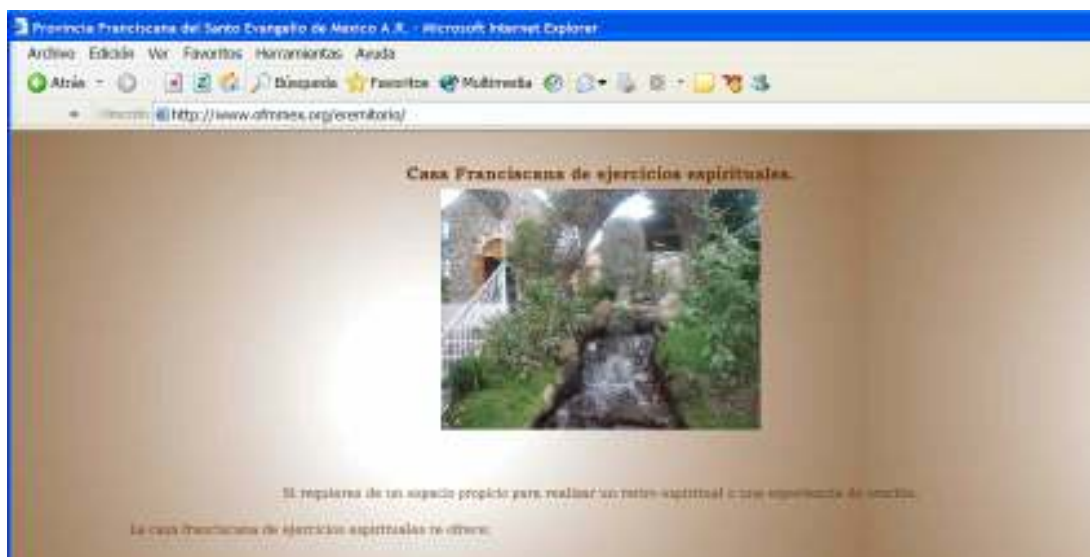 Provincia Franciscana del Santo Evangelio de Mexico A.R. - Microsoft Internet Explorer
Archivo Edición Ver Favoritos Herramientas Ayuda
Atrás Búsqueda Favoritos Multimedia
http://www.ofmmex.org/eremitorio/
Casa Franciscana de ejercicios espirituales.
Si requieres de un espacio propicio para realizar un retiro espiritual o una experiencia de oración.
La casa franciscana de ejercicios espirituales te ofrece: